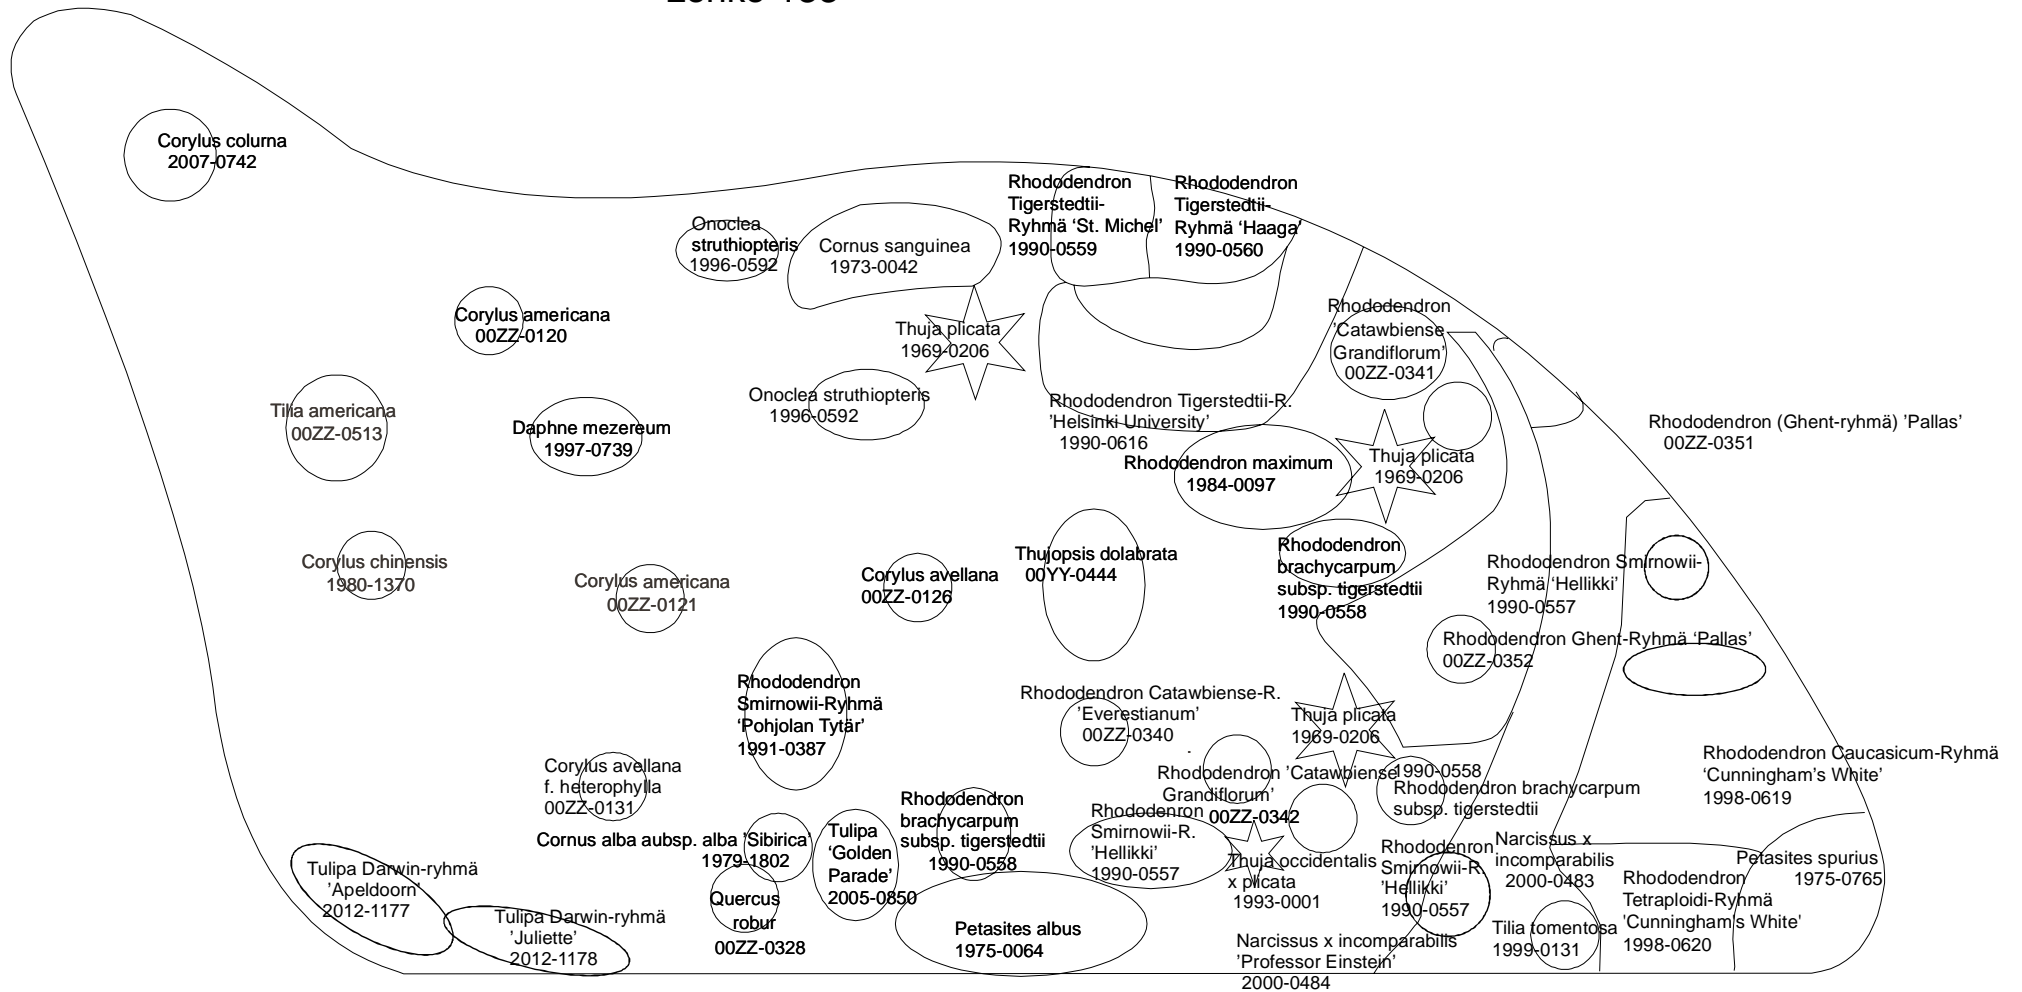 Corylus colurna
2007-0742
Rhododendron
Tigerstedtii-
Ryhmä ‘St. Michel’
1990-0559
Rhododendron
Tigerstedtii-
Ryhmä ‘Haaga’
1990-0560
Onoclea
struthiopteris
1996-0592
Cornus sanguinea
1973-0042
Corylus americana
00ZZ-0120
Thuja plicata
1969-0206
Rhododendron
’Catawbiense
Grandiflorum’
00ZZ-0341
Tilia americana
00ZZ-0513
Daphne mezereum
1997-0739
Onoclea struthiopteris
1996-0592
Rhododendron Tigerstedtii-R.
’Helsinki University’
1990-0616
Rhododendron (Ghent-ryhmä) ’Pallas’
00ZZ-0351
Rhododendron maximum
1984-0097
Thuja plicata
1969-0206
Corylus chinensis
1980-1370
Corylus americana
00ZZ-0121
Corylus avellana
00ZZ-0126
Thujopsis dolabrata
00YY-0444
Rhododendron
brachycarpum
subsp. tigerstedtii
1990-0558
Rhododendron Smirnowii-
Ryhmä ‘Hellikki’
1990-0557
Rhododendron Ghent-Ryhmä ‘Pallas’
00ZZ-0352
Rhododendron
Smirnowii-Ryhmä
‘Pohjolan Tytär’
1991-0387
Rhododendron Catawbiense-R.
’Everestianum’
00ZZ-0340
Thuja plicata
1969-0206
Rhododendron Caucasicum-Ryhmä
‘Cunningham’s White’
1998-0619
Corylus avellana
f. heterophylla
00ZZ-0131
Rhododendron ’Catawbiense
Grandiflorum’
00ZZ-0342
1990-0558
Rhododendron brachycarpum
subsp. tigerstedtii
Cornus alba aubsp. alba ’Sibirica’
1979-1802
Tulipa
‘Golden
Parade’
2005-0850
Rhododendron
brachycarpum
subsp. tigerstedtii
1990-0558
Rhododenron
Smirnowii-R.
’Hellikki’
1990-0557
Thuja occidentalis
x plicata
1993-0001
Rhododenron
Smirnowii-R.
’Hellikki’
1990-0557
Narcissus x
incomparabilis
2000-0483
Petasites spurius
1975-0765
Tulipa Darwin-ryhmä
’Apeldoorn’
2012-1177
Tulipa Darwin-ryhmä
’Juliette’
2012-1178
Quercus
robur
00ZZ-0328
Petasites albus
1975-0064
Narcissus x incomparabilis
’Professor Einstein’
2000-0484
Tilia tomentosa
1999-0131
Rhododendron
Tetraploidi-Ryhmä
’Cunningham’s White’
1998-0620